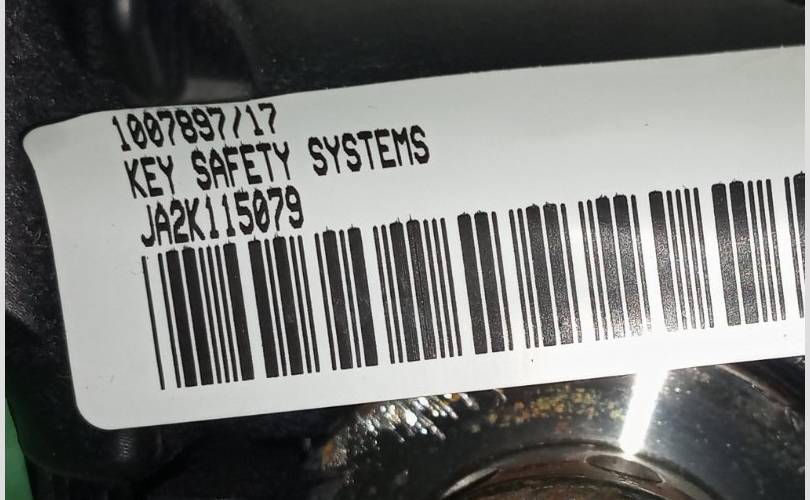 1007897/17
KEY SAFETY SYSTEMS
JA2K115079